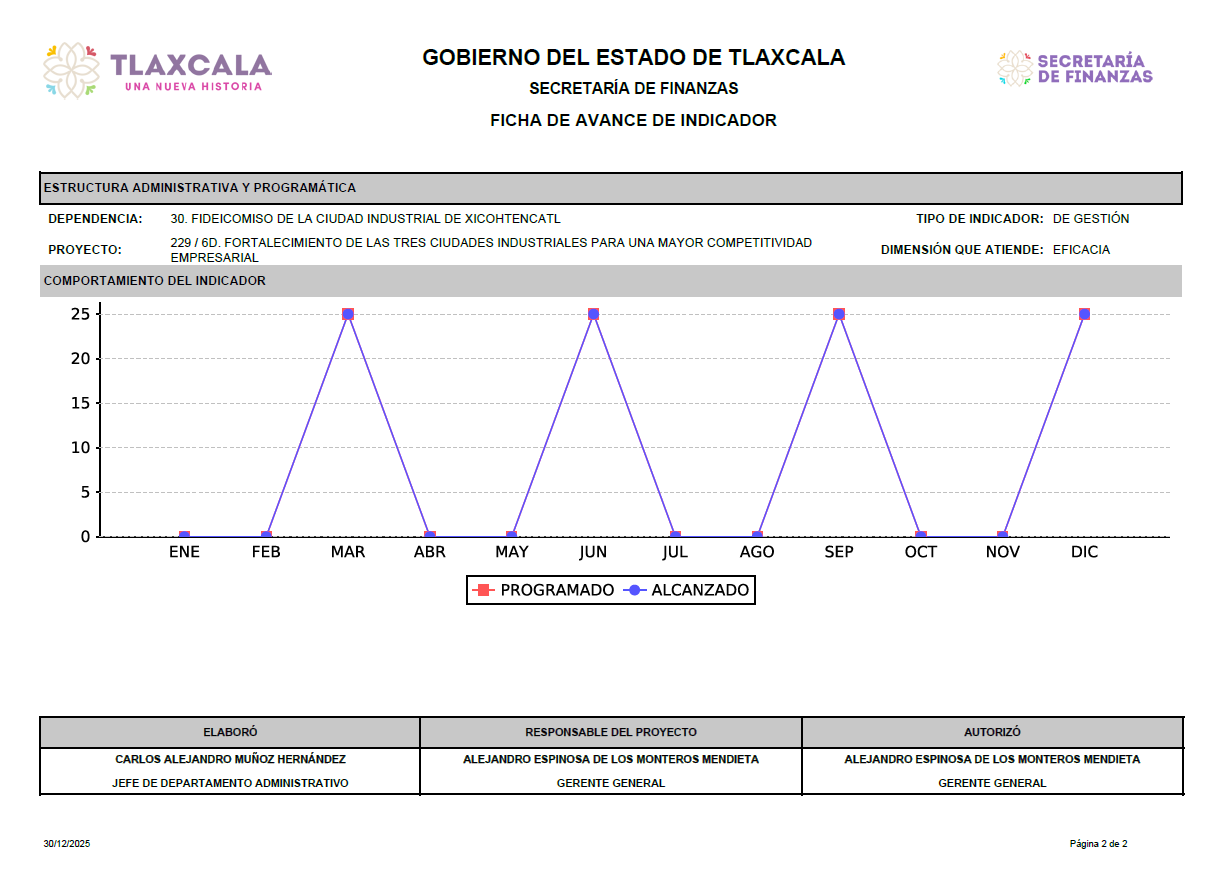 TLAXCALA
UNA NUEVA HISTORIA
GOBIERNO DEL ESTADO DE TLAXCALA
SECRETARÍA DE FINANZAS
FICHA DE AVANCE DE INDICADOR
SECRETARÍA
DE FINANZAS
ESTRUCTURA ADMINISTRATIVA Y PROGRAMÁTICA
DEPENDENCIA: 30. FIDEICOMISO DE LA CIUDAD INDUSTRIAL DE XICOHTENCATL TIPO DE INDICADOR: DE GESTIÓN
PROYECTO: 229 / 6D. FORTALECIMIENTO DE LAS TRES CIUDADES INDUSTRIALES PARA UNA MAYOR COMPETITIVIDAD
EMPRESARIAL DIMENSIÓN QUE ATIENDE: EFICACIA
COMPORTAMIENTO DEL INDICADOR
25
20
15
10
5
0
ENE FEB MAR ABR MAY JUN JUL AGO SEP OCT NOV DIC
PROGRAMADO ALCANZADO
ELABORÓ RESPONSABLE DEL PROYECTO AUTORIZÓ
CARLOS ALEJANDRO MUÑOZ HERNÁNDEZ ALEJANDRO ESPINOSA DE LOS MONTEROS MENDIETA ALEJANDRO ESPINOSA DE LOS MONTEROS MENDIETA
JEFE DE DEPARTAMENTO ADMINISTRATIVO GERENTE GENERAL GERENTE GENERAL
30/12/2025 Página 2 de 2